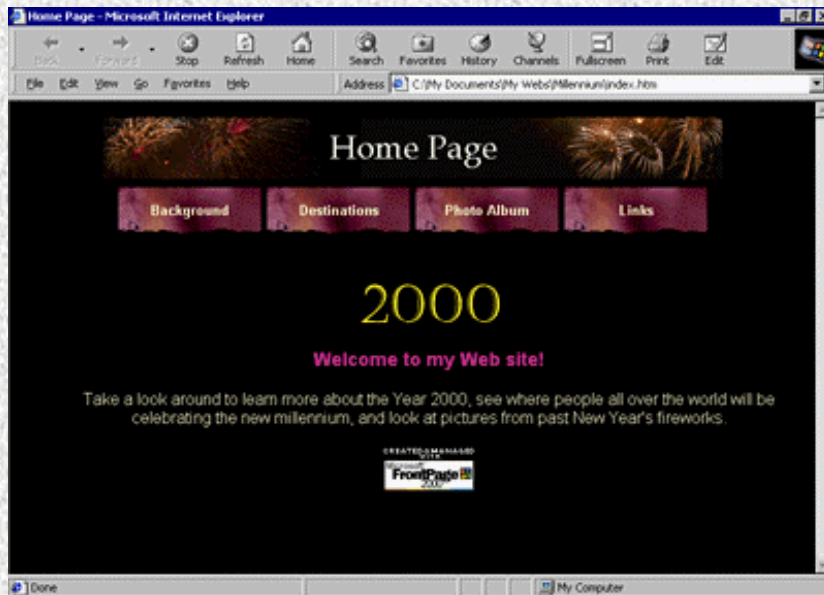 Home Page - Microsoft Internet Explorer
Back Forward Stop Refresh Home Search Favorites History Channels Fullscreen Print Edit
File Edit View Go Favorites Help Address C:\My Documents\My Webs\Millennium\index.htm
Home Page
Background Destinations Photo Album Links
2000
Welcome to my Web site!
Take a look around to learn more about the Year 2000, see where people all over the world will be
celebrating the new millennium, and look at pictures from past New Year's fireworks.
CREATED & MANAGED
WITH
Microsoft
FrontPage
2000
Done My Computer